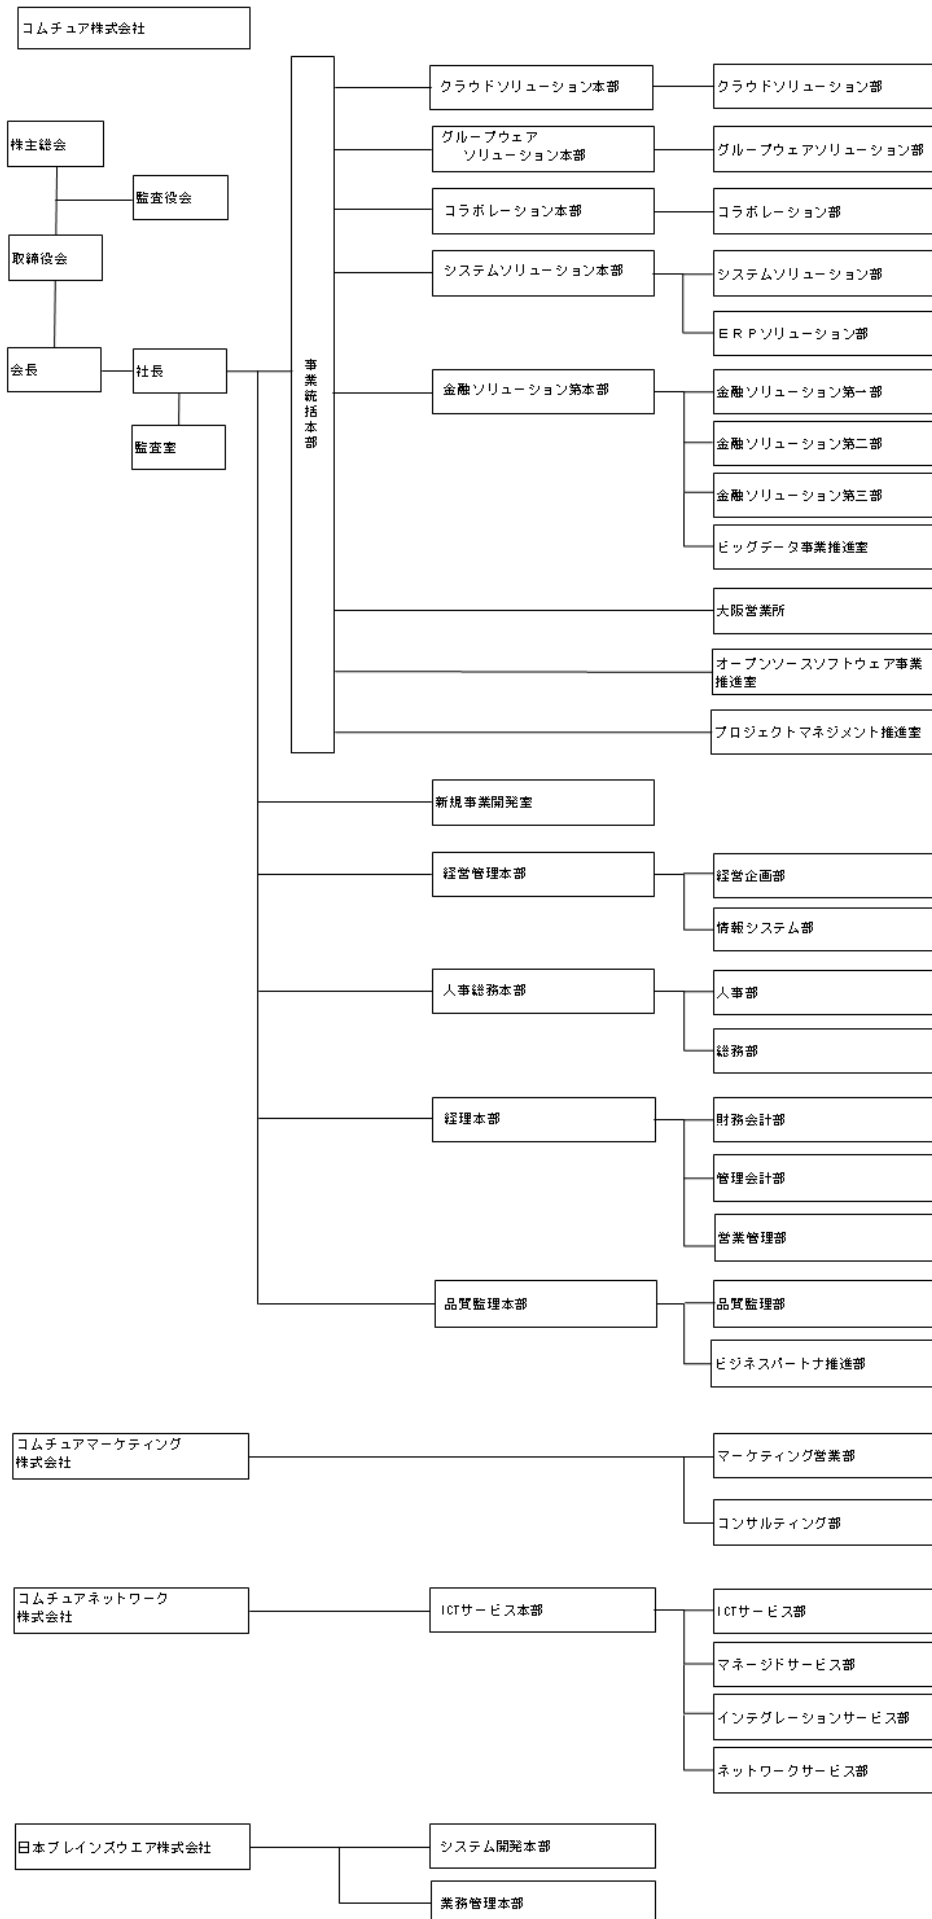 コムチュア株式会社
株主総会
監査役会
取締役会
会長
社長
監査室
事業統括本部
クラウドソリューション本部
クラウドソリューション部
グループウェア
ソリューション本部
グループウェアソリューション部
コラボレーション本部
コラボレーション部
システムソリューション本部
システムソリューション部
ERPソリューション部
金融ソリューション第本部
金融ソリューション第一部
金融ソリューション第二部
金融ソリューション第三部
ビッグデータ事業推進室
大阪営業所
オープンソースソフトウェア事業
推進室
プロジェクトマネジメント推進室
新規事業開発室
経営管理本部
経営企画部
情報システム部
人事総務本部
人事部
総務部
経理本部
財務会計部
管理会計部
営業管理部
品質監理本部
品質監理部
ビジネスパートナ推進部
コムチュアマーケティング
株式会社
マーケティング営業部
コンサルティング部
コムチュアネットワーク
株式会社
ICTサービス本部
ICTサービス部
マネージドサービス部
インテグレーションサービス部
ネットワークサービス部
日本ブレインズウエア株式会社
システム開発本部
業務管理本部